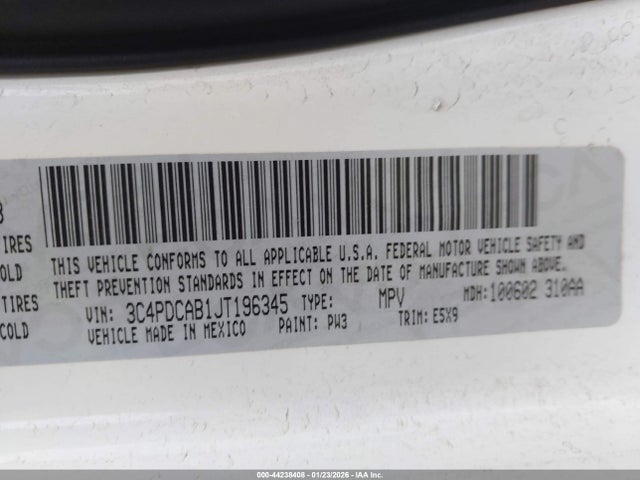 8
IRES
COLD
S
COLD
THIS VEHICLE CONFORMS TO ALL APPLICABLE U.S.A. FEDERAL MOTOR VEHICLE SAFETY AND
THEFT PREVENTION STANDARDS IN EFFECT ON THE DATE OF MANUFACTURE SHOWN ABOVE.
VIN: 3C4PDCAB1JT196345 TYPE: MPV MDH:100602 310AA
VEHICLE MADE IN MEXICO PAINT: PW3 TRIM: E5X9
000-44238408 - 01/23/2026 - IAA Inc.